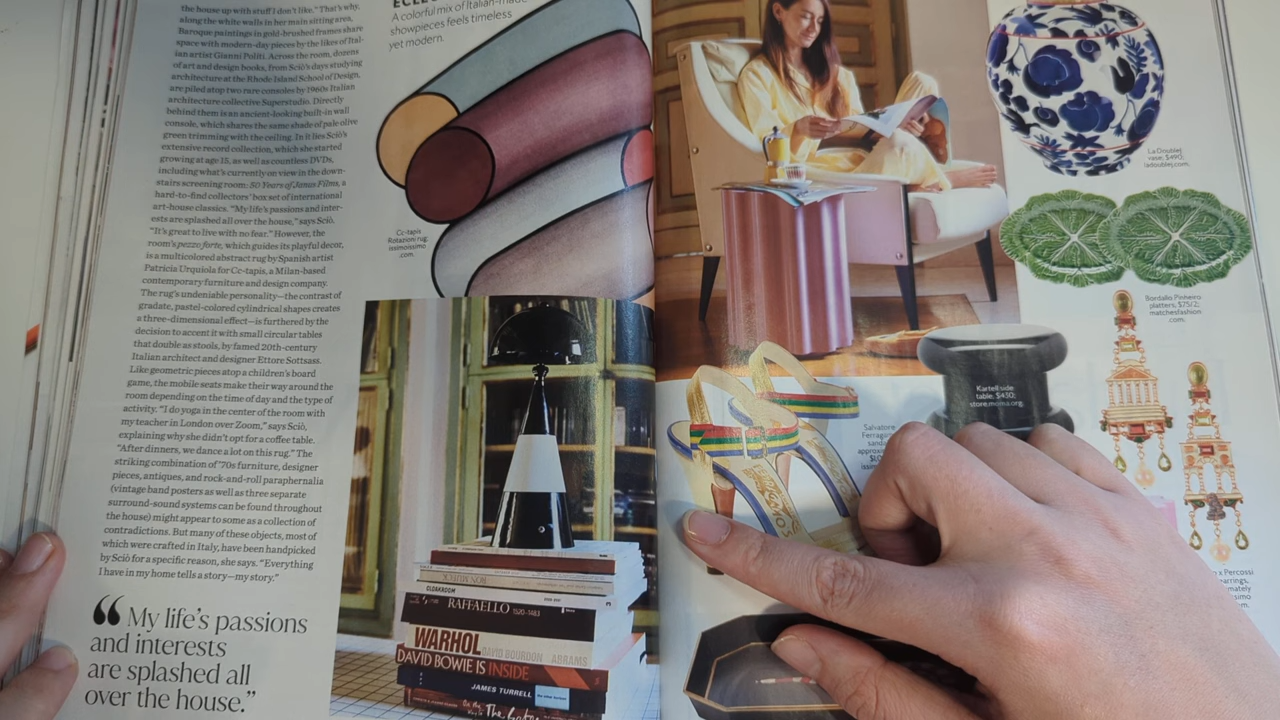 the house up with stuff I don't like." That's why,
along the white walls in her main sitting area,
Baroque paintings in gold-brushed frames share
space with modern-day pieces by the likes of Ital-
ian artist Gianni Politi. Across the room, dozens
of art and design books, from Sciò's days studying
architecture at the Rhode Island School of Design,
are piled atop two rare consoles by 1960s Italian
architecture collective Superstudio. Directly
behind them is an ancient-looking built-in wall
console, which shares the same shade of pale olive
green trimming with the ceiling. In it lies Sciò's
extensive record collection, which she started
growing at age 15, as well as countless DVDs,
including what's currently on view in the down-
stairs screening room: 50 Years of Janus Films, a
hard-to-find collectors' box set of international
art-house classics. "My life's passions and inter-
ests are splashed all over the house," says Sciò.
"It's great to live with no fear." However, the
room's pezzo forte, which guides its playful decor,
is a multicolored abstract rug by Spanish artist
Patricia Urquiola for Cc-tapis, a Milan-based
contemporary furniture and design company.
The rug's undeniable personality—the contrast of
gradate, pastel-colored cylindrical shapes creates
a three-dimensional effect—is furthered by the
decision to accent it with small circular tables
that double as stools, by famed 20th-century
Italian architect and designer Ettore Sottsass.
Like geometric pieces atop a children's board
game, the mobile seats make their way around the
room depending on the time of day and the type of
activity. "I do yoga in the center of the room with
my teacher in London over Zoom," says Sciò,
explaining why she didn't opt for a coffee table.
"After dinners, we dance a lot on this rug." The
striking combination of '70s furniture, designer
pieces, antiques, and rock-and-roll paraphernalia
(vintage band posters as well as three separate
surround-sound systems can be found throughout
the house) might appear to some as a collection of
contradictions. But many of these objects, most of
which were crafted in Italy, have been handpicked
by Sciò for a specific reason, she says. "Everything
I have in my home tells a story—my story."
“ My life's passions
and interests
are splashed all
over the house.”
A colorful mix of Italian-made
showpieces feels timeless
yet modern.
Cc-tapis
Rotazioni rug,
issimoissimo
.com.
RON MUECK
CLOAKROOM
RAFFAELLO 1520-1483
WARHOL DAVID BOURDON ABRAMS
DAVID BOWIE IS INSIDE
JAMES TURRELL
La DoubleJ
vase, $490;
ladoublej.com.
Bordallo Pinheiro
platters, $75/2;
matchesfashion
.com.
Kartell side
table, $450;
store.moma.org.
Salvatore
Ferragamo